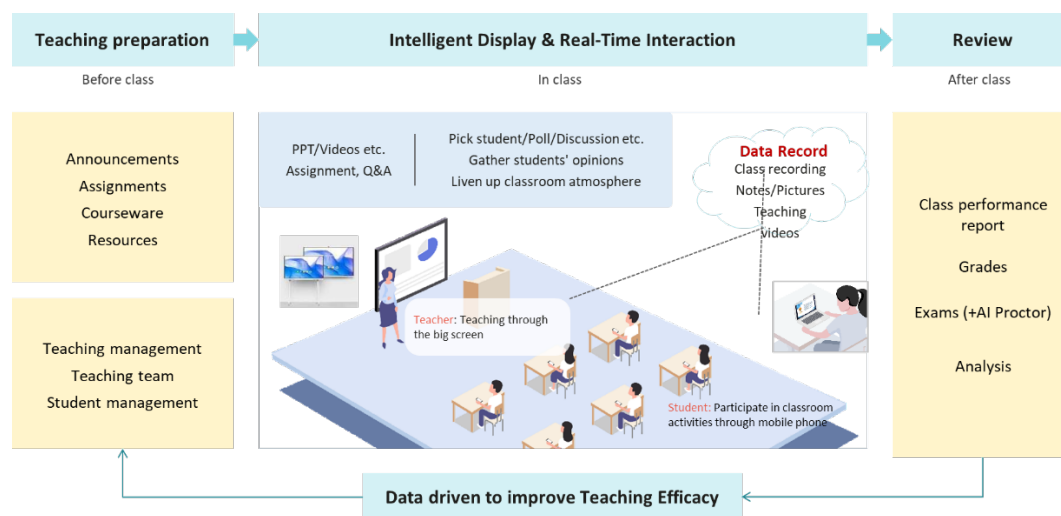 Teaching preparation
Intelligent Display & Real-Time Interaction
Review
Before class
In class
After class
Announcements
Assignments
Courseware
Resources
Teaching management
Teaching team
Student management
PPT/Videos etc.
Assignment, Q&A
Pick student/Poll/Discussion etc.
Gather students' opinions
Liven up classroom atmosphere
Data Record
Class recording
Notes/Pictures
Teaching
videos
Teacher: Teaching through
the big screen
Student: Participate in classroom
activities through mobile phone
Class performance
report
Grades
Exams (+AI Proctor)
Analysis
Data driven to improve Teaching Efficacy